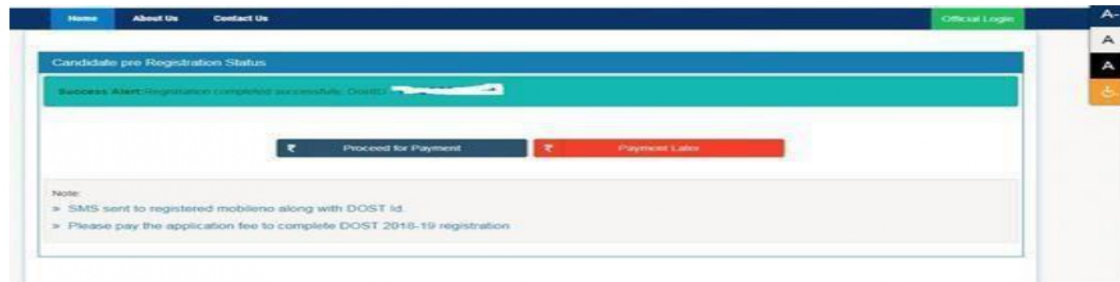 Home About Us Contact Us Official Login
A-
A
A
Candidate pre Registration Status
Success Alert:Registration completed successfully. DostID:
₹ Proceed for Payment ₹ Payment Later
Note:
» SMS sent to registered mobileno along with DOST Id.
» Please pay the application fee to complete DOST 2018-19 registration